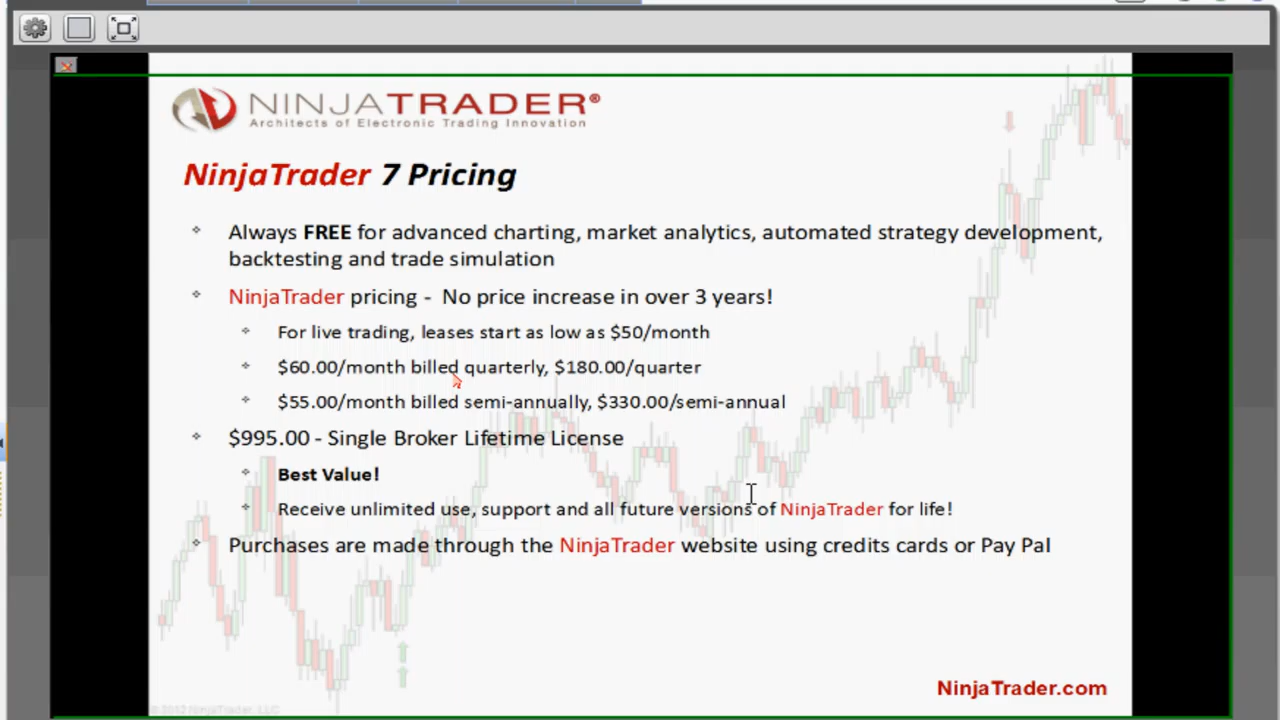 NINJATRADER®
Architects of Electronic Trading Innovation
NinjaTrader 7 Pricing
Always FREE for advanced charting, market analytics, automated strategy development,
backtesting and trade simulation
NinjaTrader pricing - No price increase in over 3 years!
For live trading, leases start as low as $50/month
$60.00/month billed quarterly, $180.00/quarter
$55.00/month billed semi-annually, $330.00/semi-annual
$995.00 - Single Broker Lifetime License
Best Value!
Receive unlimited use, support and all future versions of NinjaTrader for life!
Purchases are made through the NinjaTrader website using credits cards or Pay Pal
NinjaTrader.com
© 2012 NinjaTrader, LLC